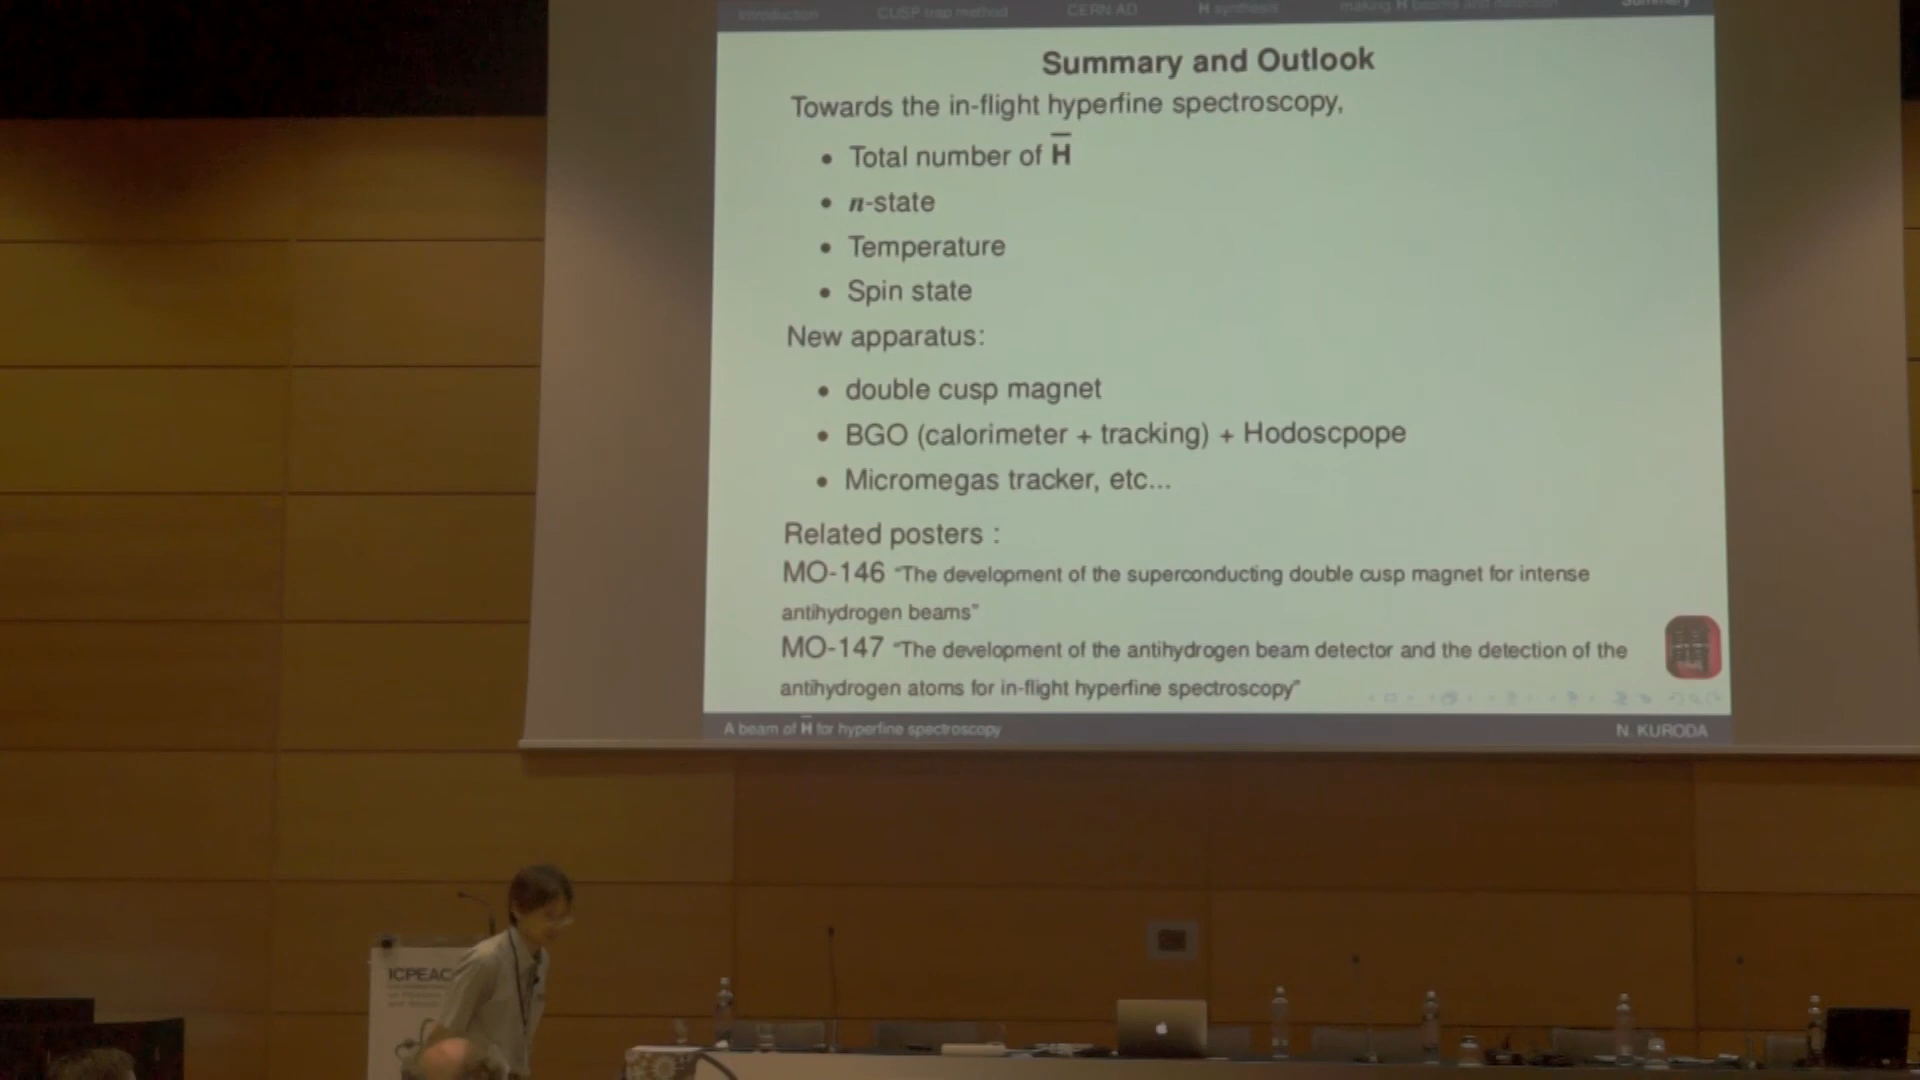 Introduction CUSP trap method CERN AD H̅ synthesis making H̅ beams and detection Summary
Summary and Outlook
Towards the in-flight hyperfine spectroscopy,
• Total number of H̅
• n-state
• Temperature
• Spin state
New apparatus:
• double cusp magnet
• BGO (calorimeter + tracking) + Hodoscpope
• Micromegas tracker, etc...
Related posters :
MO-146 "The development of the superconducting double cusp magnet for intense
antihydrogen beams"
MO-147 "The development of the antihydrogen beam detector and the detection of the
antihydrogen atoms for in-flight hyperfine spectroscopy"
A beam of H̅ for hyperfine spectroscopy N. KURODA
ICPEAC